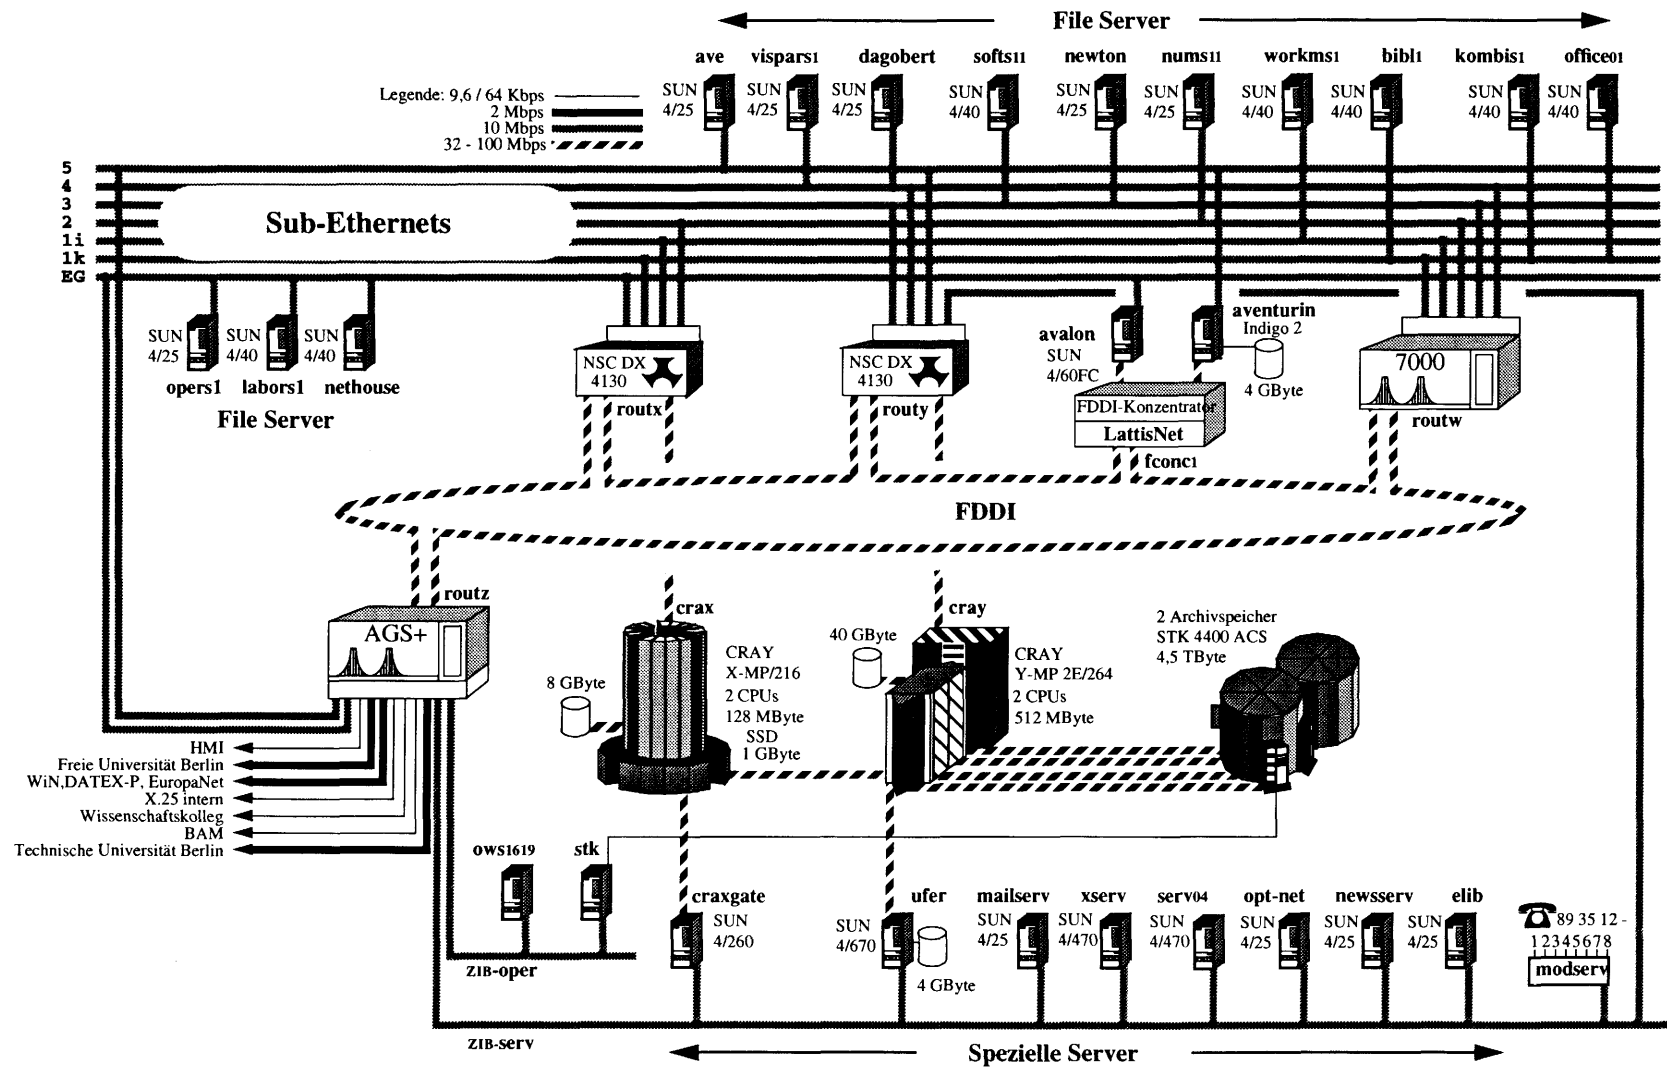 File Server
ave vispars1 dagobert softs11 newton nums11 workms1 bibl1 kombis1 office01
SUN 4/25
SUN 4/25
SUN 4/25
SUN 4/40
SUN 4/25
SUN 4/25
SUN 4/40
SUN 4/40
SUN 4/40
SUN 4/40
Legende: 9,6 / 64 Kbps
2 Mbps
10 Mbps
32 - 100 Mbps
5
4
3
2
1i
1k
EG
Sub-Ethernets
SUN 4/25
SUN 4/40
SUN 4/40
opers1 labors1 nethouse
File Server
NSC DX
4130
routx
NSC DX
4130
routy
avalon
SUN
4/60FC
aventurin
Indigo 2
4 GByte
FDDI-Konzentrator
LattisNet
fconc1
7000
routw
FDDI
routz
AGS+
HMI
Freie Universität Berlin
WiN,DATEX-P, EuropaNet
X.25 intern
Wissenschaftskolleg
BAM
Technische Universität Berlin
8 GByte
crax
CRAY
X-MP/216
2 CPUs
128 MByte
SSD
1 GByte
40 GByte
cray
CRAY
Y-MP 2E/264
2 CPUs
512 MByte
2 Archivspeicher
STK 4400 ACS
4,5 TByte
ows1619 stk
ZIB-oper
craxgate
SUN
4/260
ufer
SUN
4/670
4 GByte
mailserv
SUN
4/25
xserv
SUN
4/470
serv04
SUN
4/470
opt-net
SUN
4/25
newsserv
SUN
4/25
elib
SUN
4/25
89 35 12 -
1 2 3 4 5 6 7 8
modserv
ZIB-serv
Spezielle Server